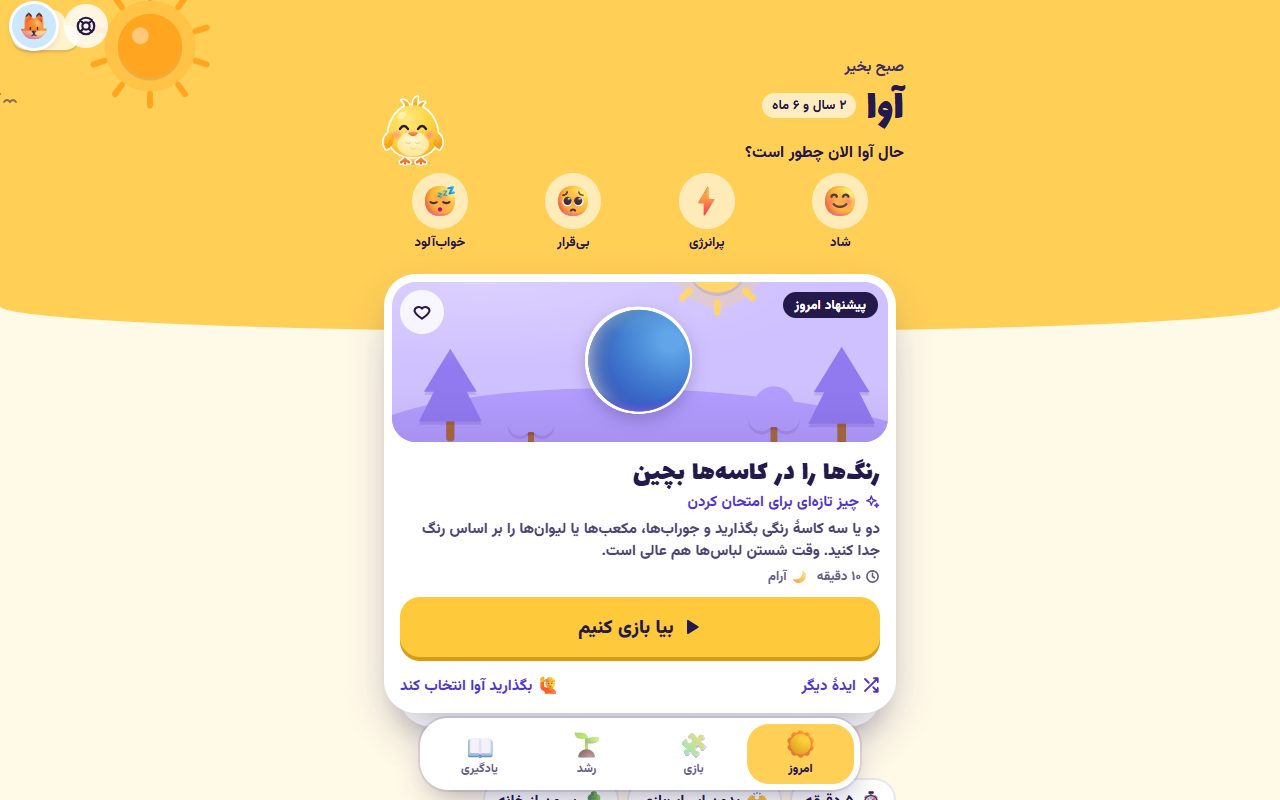 صبح بخیر
آوا
۲ سال و ۶ ماه
حال آوا الان چطور است؟
شاد
پرانرژی
بی‌قرار
خواب‌آلود
پیشنهاد امروز
رنگ‌ها را در کاسه‌ها بچین
چیز تازه‌ای برای امتحان کردن
دو یا سه کاسهٔ رنگی بگذارید و جوراب‌ها، مکعب‌ها یا لیوان‌ها را بر اساس رنگ
جدا کنید. وقت شستن لباس‌ها هم عالی است.
۱۰ دقیقه آرام
بیا بازی کنیم
ایدهٔ دیگر
بگذارید آوا انتخاب کند
امروز
بازی
رشد
یادگیری